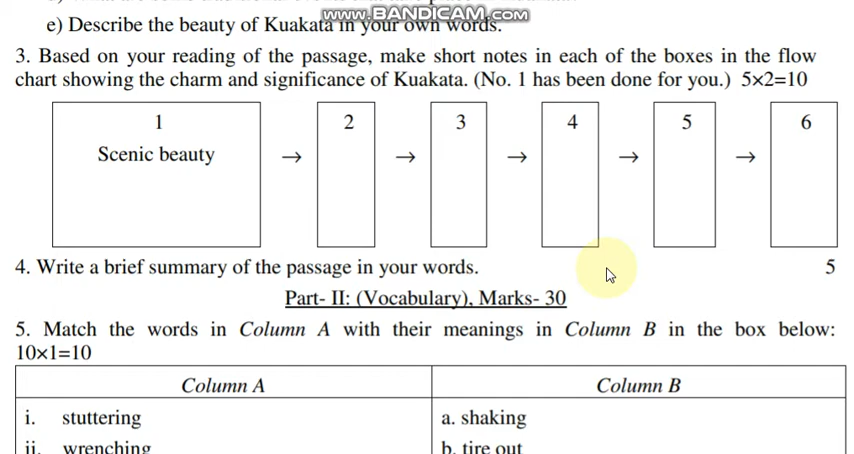 www.BANDICAM.com
e) Describe the beauty of Kuakata in your own words.
3. Based on your reading of the passage, make short notes in each of the boxes in the flow
chart showing the charm and significance of Kuakata. (No. 1 has been done for you.) 5×2=10
1 2 3 4 5 6
Scenic beauty → → → → →
4. Write a brief summary of the passage in your words. 5
Part- II: (Vocabulary), Marks- 30
5. Match the words in Column A with their meanings in Column B in the box below:
10×1=10
Column A Column B
i. stuttering a. shaking
ii. wrenching b. tire out